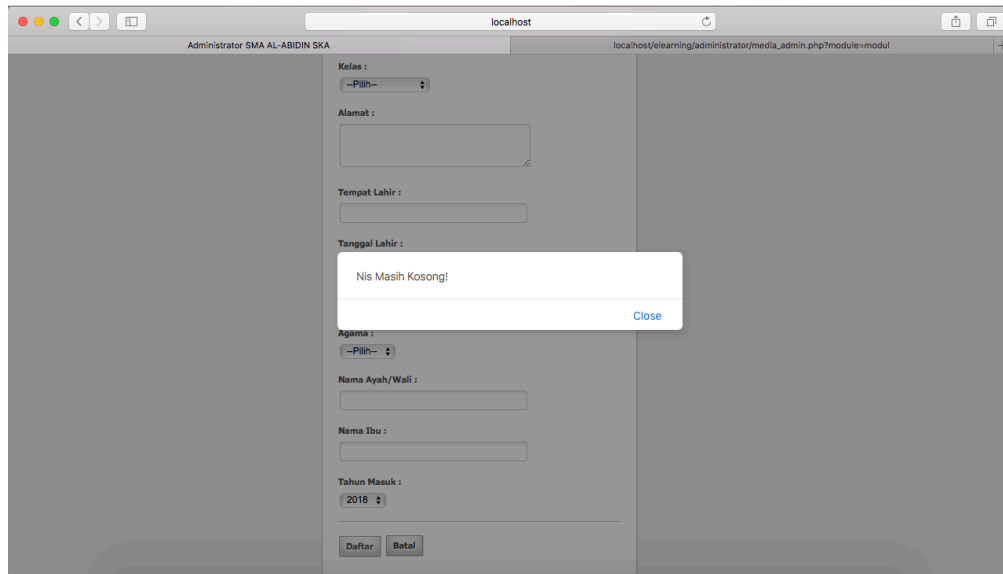 localhost
Administrator SMA AL-ABIDIN SKA
localhost/elearning/administrator/media_admin.php?module=modul
Kelas :
--Pilih--
Alamat :
Tempat Lahir :
Tanggal Lahir :
Nis Masih Kosong!
Close
Agama :
--Pilih--
Nama Ayah/Wali :
Nama Ibu :
Tahun Masuk :
2018
Daftar Batal